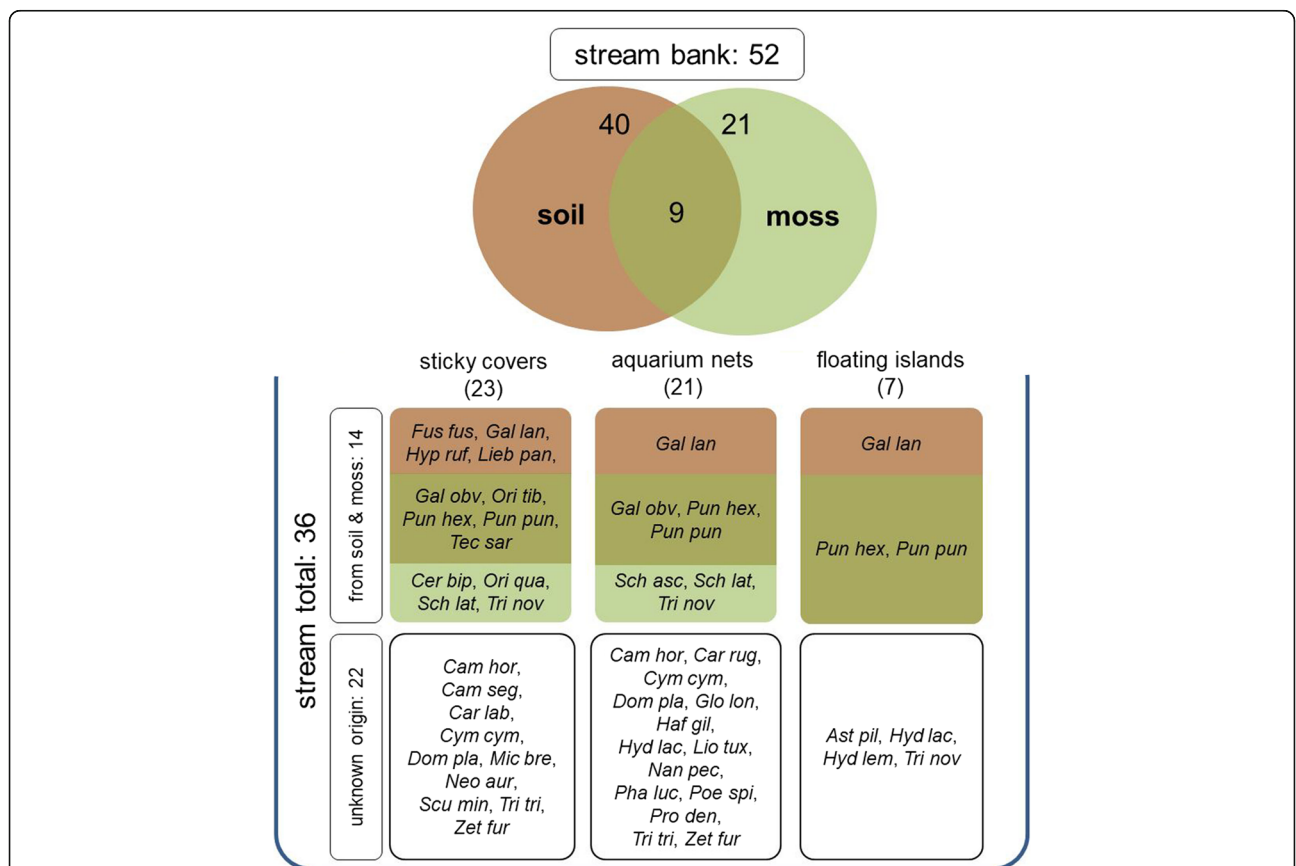 stream bank: 52
40
21
soil
9
moss
sticky covers
(23)
aquarium nets
(21)
floating islands
(7)
stream total: 36
from soil & moss: 14
Fus fus, Gal lan,
Hyp ruf, Lieb pan,
Gal obv, Ori tib,
Pun hex, Pun pun,
Tec sar
Cer bip, Ori qua,
Sch lat, Tri nov
Gal lan
Gal obv, Pun hex,
Pun pun
Sch asc, Sch lat,
Tri nov
Gal lan
Pun hex, Pun pun
unknown origin: 22
Cam hor,
Cam seg,
Car lab,
Cym cym,
Dom pla, Mic bre,
Neo aur,
Scu min, Tri tri,
Zet fur
Cam hor, Car rug,
Cym cym,
Dom pla, Glo lon,
Haf gil,
Hyd lac, Lio tux,
Nan pec,
Pha luc, Poe spi,
Pro den,
Tri tri, Zet fur
Ast pil, Hyd lac,
Hyd lem, Tri nov